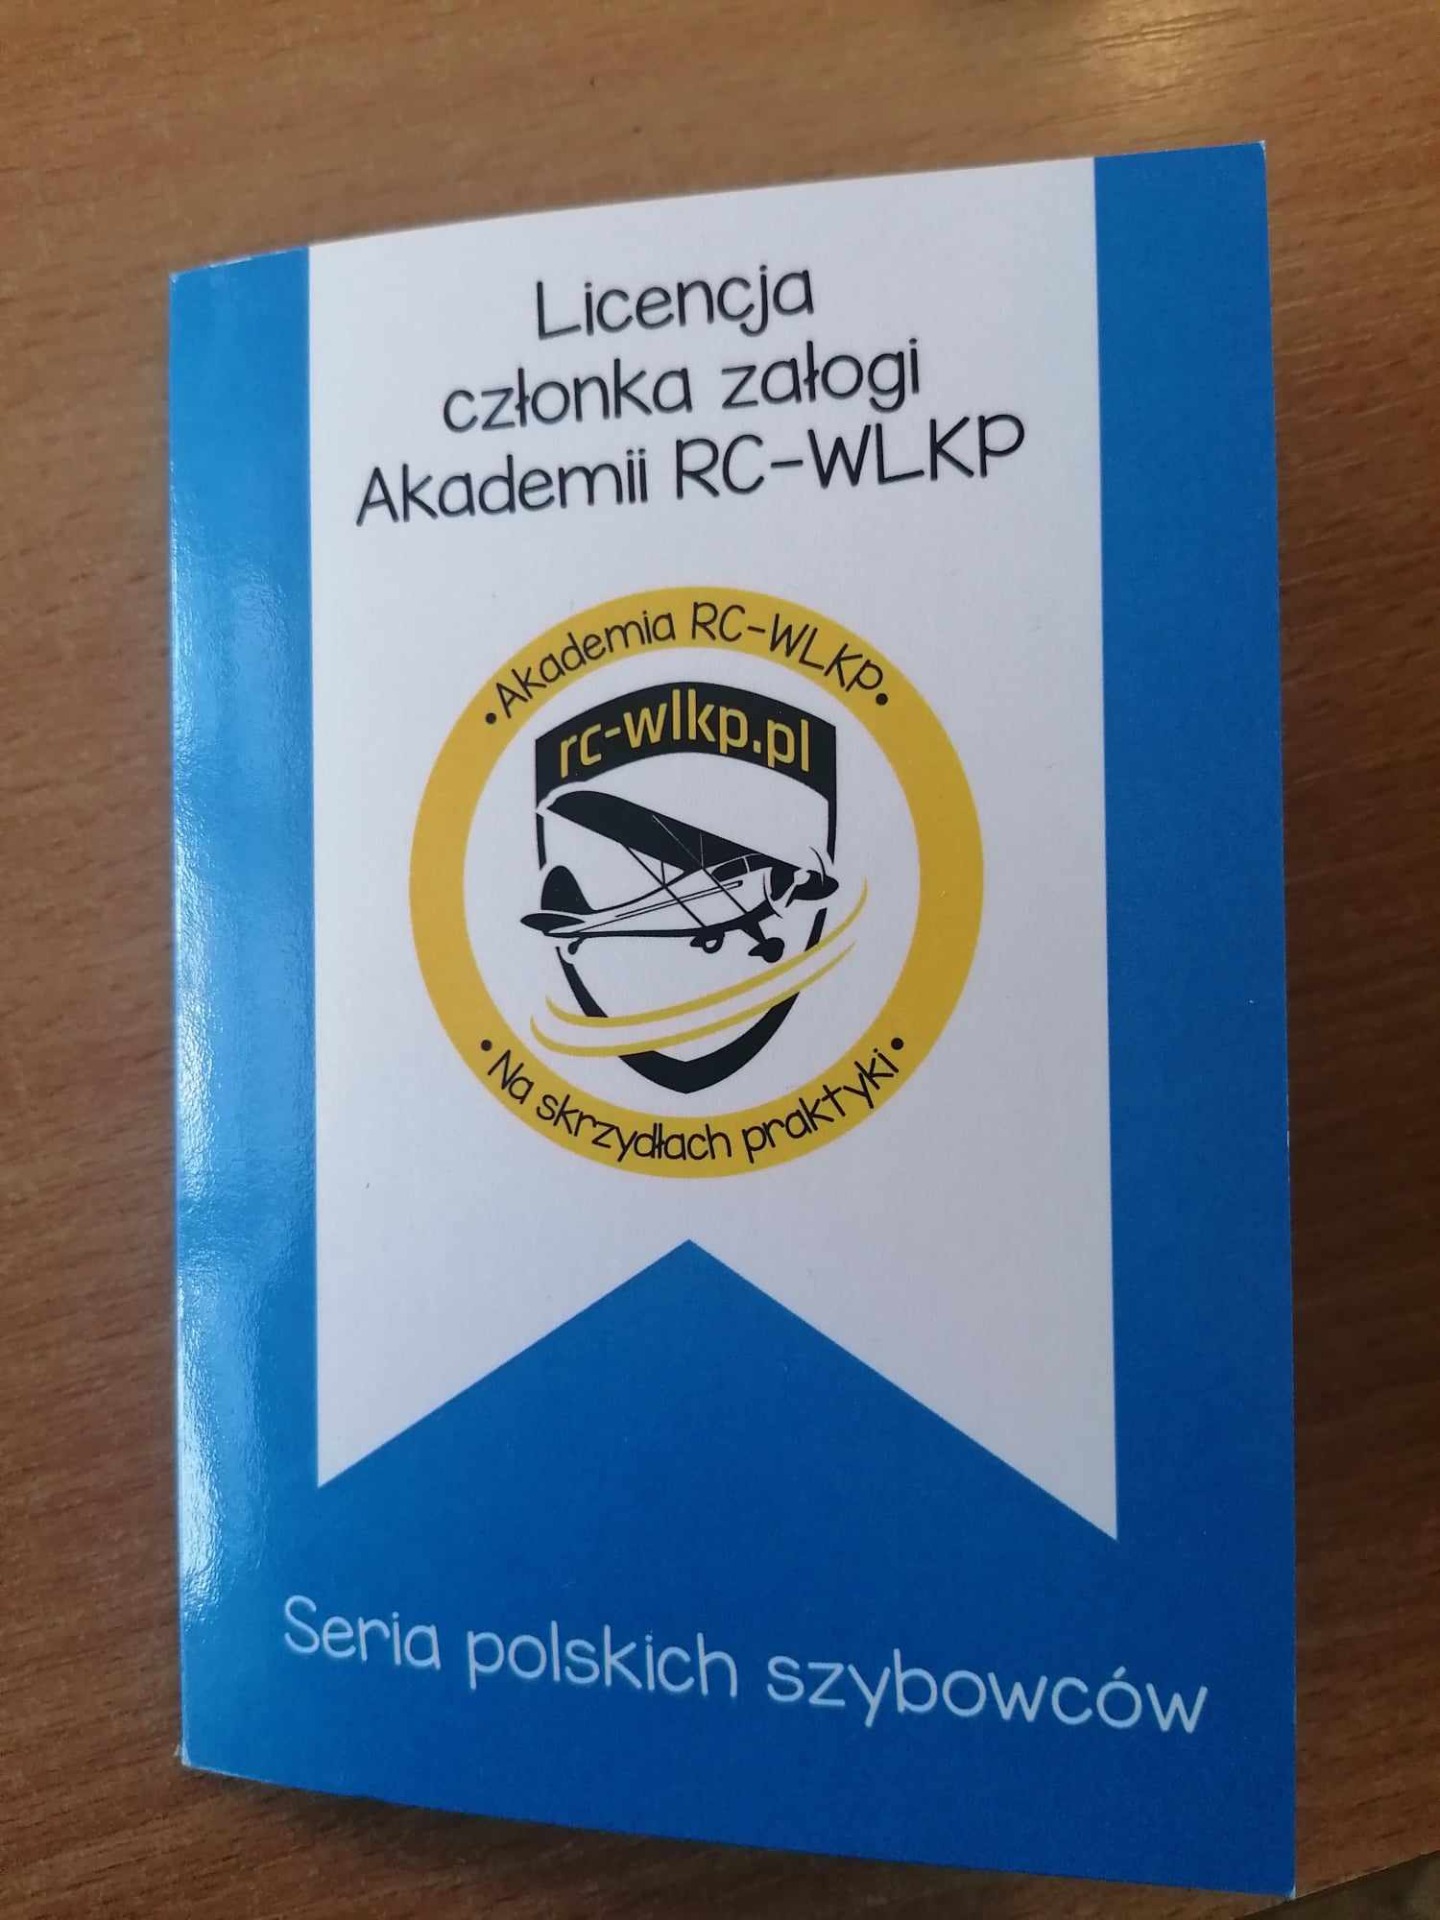 Licencja
członka załogi
Akademii RC-WLKP
•Akademia RC-WLKP•
rc-wlkp.pl
•Na skrzydłach praktyki•
Seria polskich szybowców